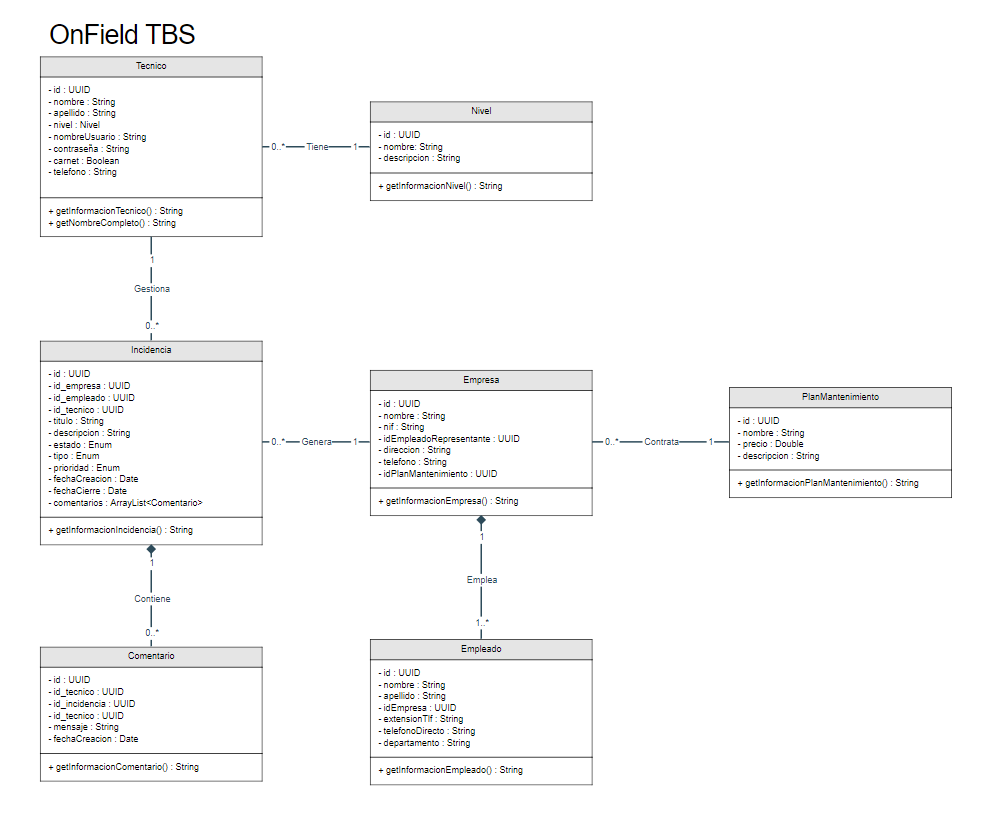 OnField TBS
Tecnico
- id : UUID
- nombre : String
- apellido : String
- nivel : Nivel
- nombreUsuario : String
- contraseña : String
- carnet : Boolean
- telefono : String
+ getInformacionTecnico() : String
+ getNombreCompleto() : String
0..* Tiene 1
Nivel
- id : UUID
- nombre: String
- descripcion : String
+ getInformacionNivel() : String
1
Gestiona
0..*
Incidencia
- id : UUID
- id_empresa : UUID
- id_empleado : UUID
- id_tecnico : UUID
- titulo : String
- descripcion : String
- estado : Enum
- tipo : Enum
- prioridad : Enum
- fechaCreacion : Date
- fechaCierre : Date
- comentarios : ArrayList<Comentario>
+ getInformacionIncidencia() : String
0..* Genera 1
Empresa
- id : UUID
- nombre : String
- nif : String
- idEmpleadoRepresentante : UUID
- direccion : String
- telefono : String
- idPlanMantenimiento : UUID
+ getInformacionEmpresa() : String
0..* Contrata 1
PlanMantenimiento
- id : UUID
- nombre : String
- precio : Double
- descripcion : String
+ getInformacionPlanMantenimiento() : String
1
Contiene
0..*
Comentario
- id : UUID
- id_tecnico : UUID
- id_incidencia : UUID
- id_tecnico : UUID
- mensaje : String
- fechaCreacion : Date
+ getInformacionComentario() : String
1
Emplea
1..*
Empleado
- id : UUID
- nombre : String
- apellido : String
- idEmpresa : UUID
- extensionTlf : String
- telefonoDirecto : String
- departamento : String
+ getInformacionEmpleado() : String